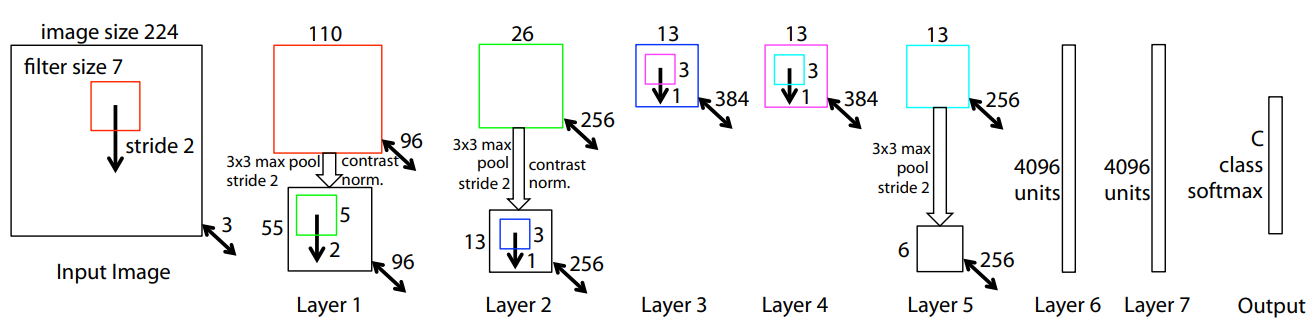 image size 224
filter size 7
stride 2
3
Input Image
110
96
3x3 max pool
stride 2
contrast
norm.
55
5
2
96
Layer 1
26
256
3x3 max
pool
stride 2
contrast
norm.
13
3
1
256
Layer 2
13
3
1
384
Layer 3
13
3
1
384
Layer 4
13
256
3x3 max
pool
stride 2
6
256
Layer 5
4096
units
Layer 6
4096
units
Layer 7
C
class
softmax
Output